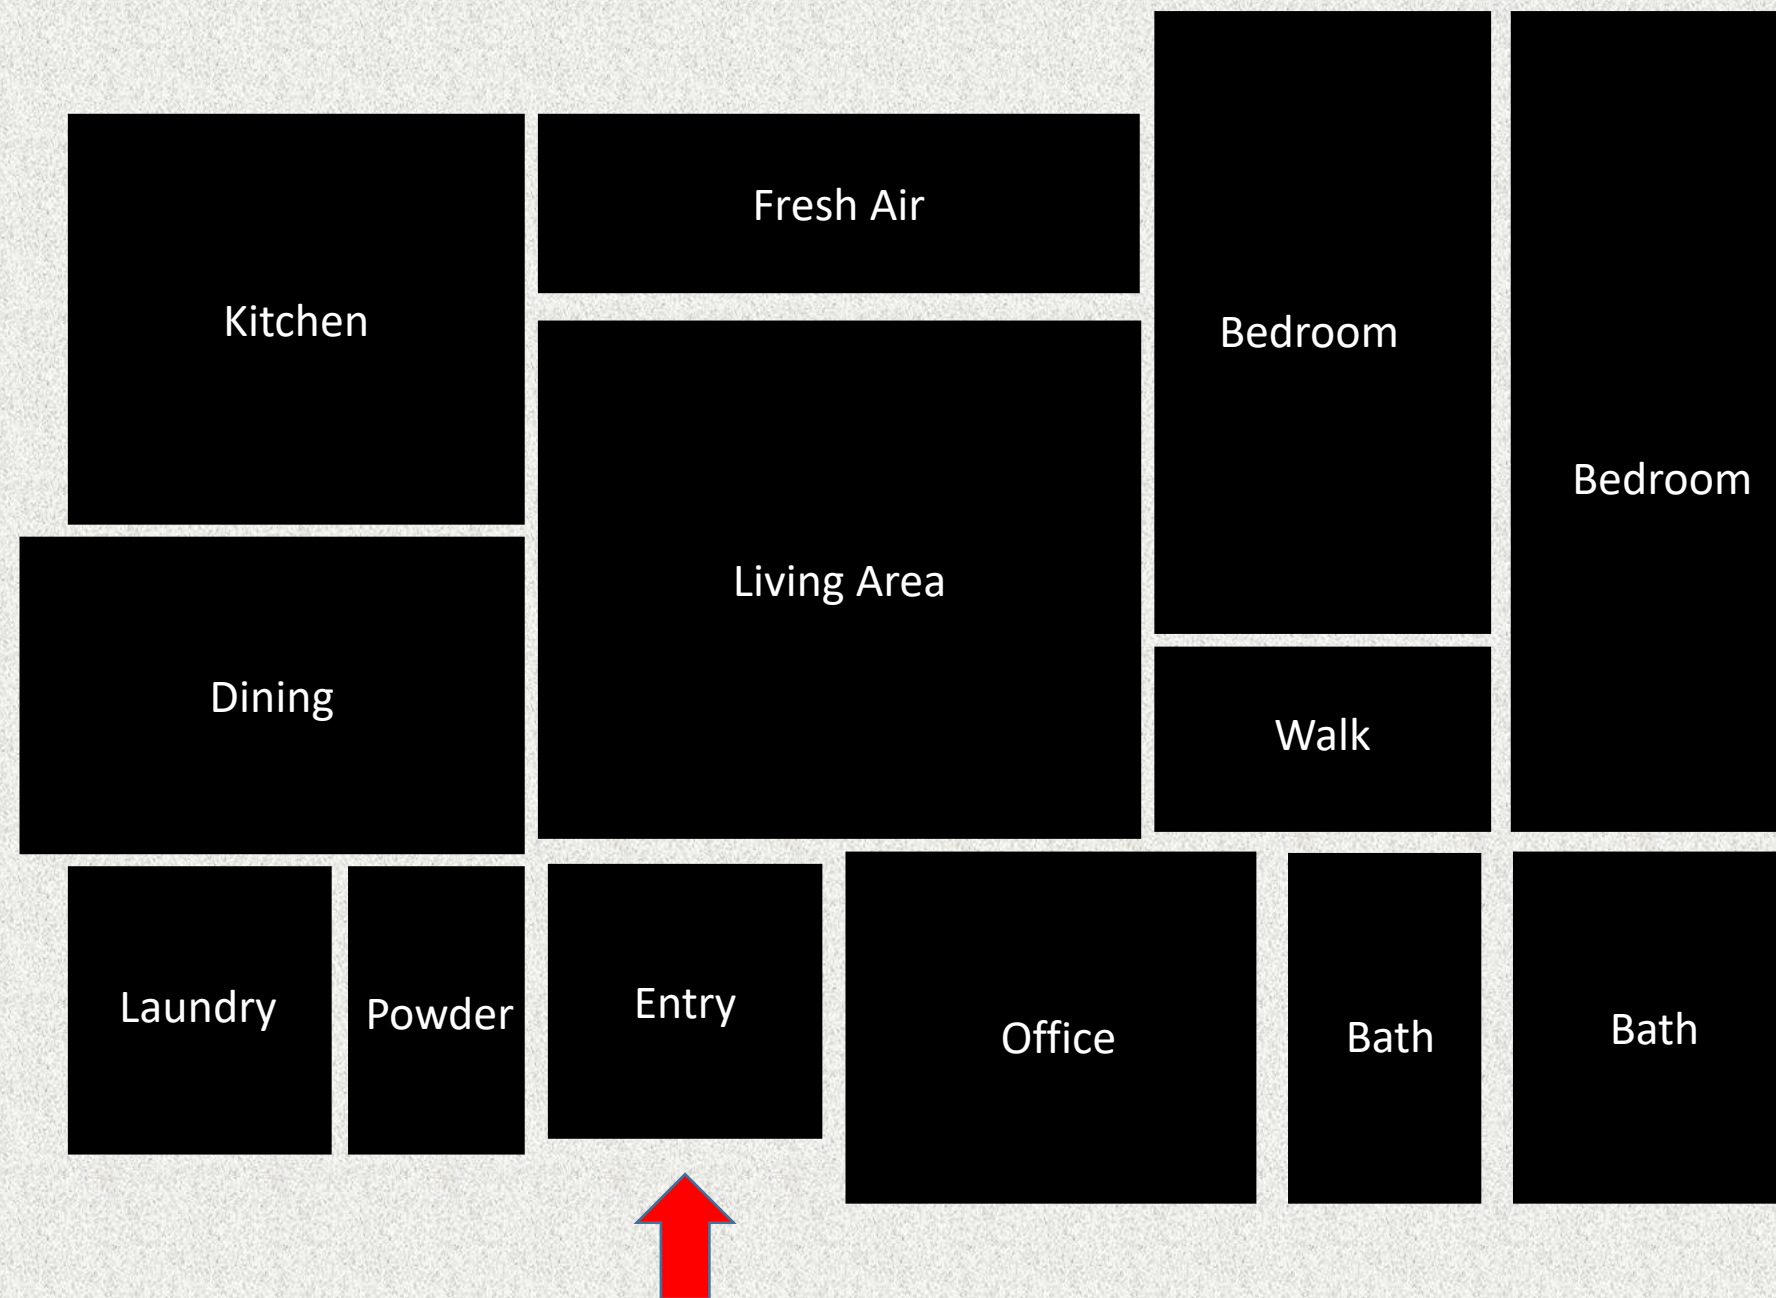 Fresh Air
Kitchen
Bedroom
Bedroom
Living Area
Dining
Walk
Laundry
Powder
Entry
Office
Bath
Bath